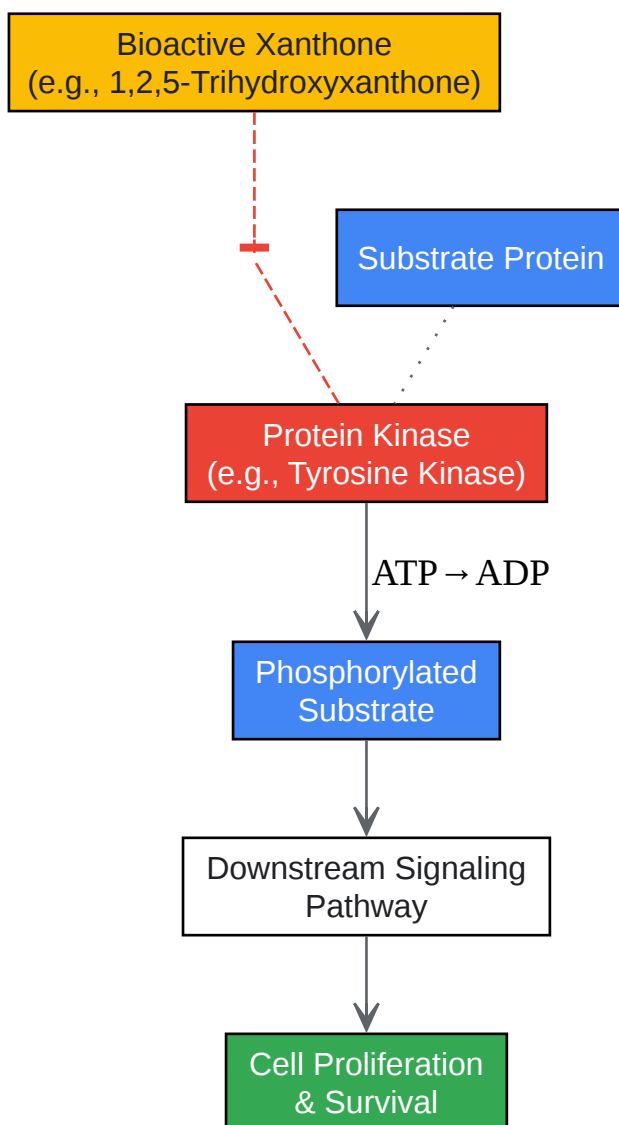 Bioactive Xanthone
(e.g., 1,2,5-Trihydroxyxanthone)
Substrate Protein
Protein Kinase
(e.g., Tyrosine Kinase)
ATP→ADP
Phosphorylated
Substrate
Downstream Signaling
Pathway
Cell Proliferation
& Survival